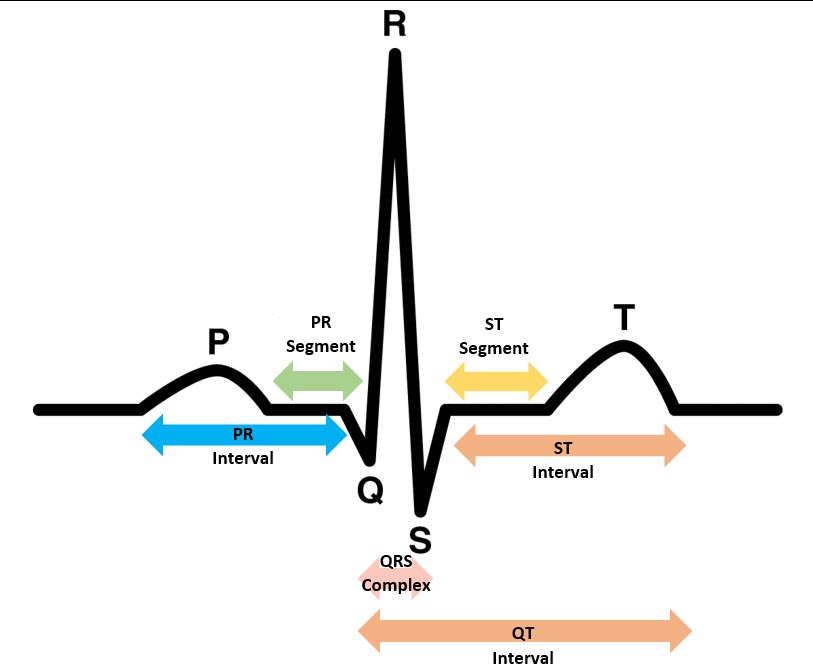 R
P
PR
Segment
ST
Segment
T
PR
Interval
ST
Interval
Q
S
QRS
Complex
QT
Interval